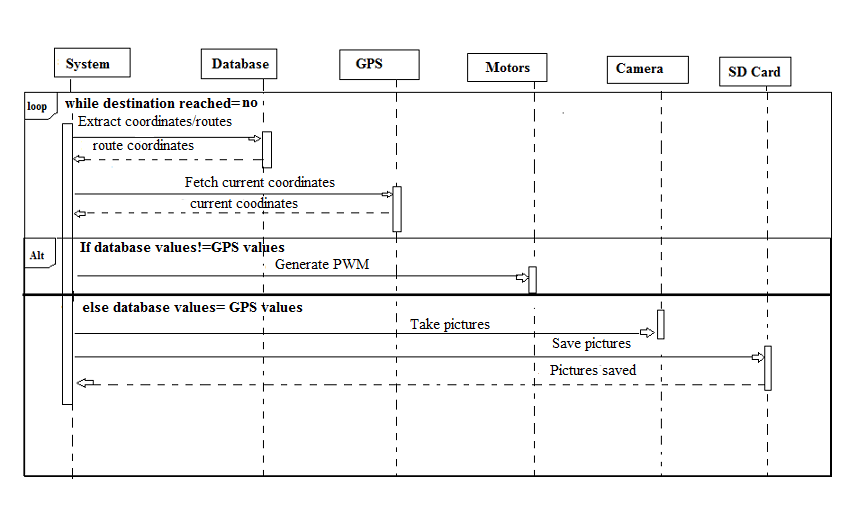 System
Database
GPS
Motors
Camera
SD Card
loop
while destination reached=no
Extract coordinates/routes
route coordinates
Fetch current coordinates
current coodinates
Alt
If database values!=GPS values
Generate PWM
else database values= GPS values
Take pictures
Save pictures
Pictures saved